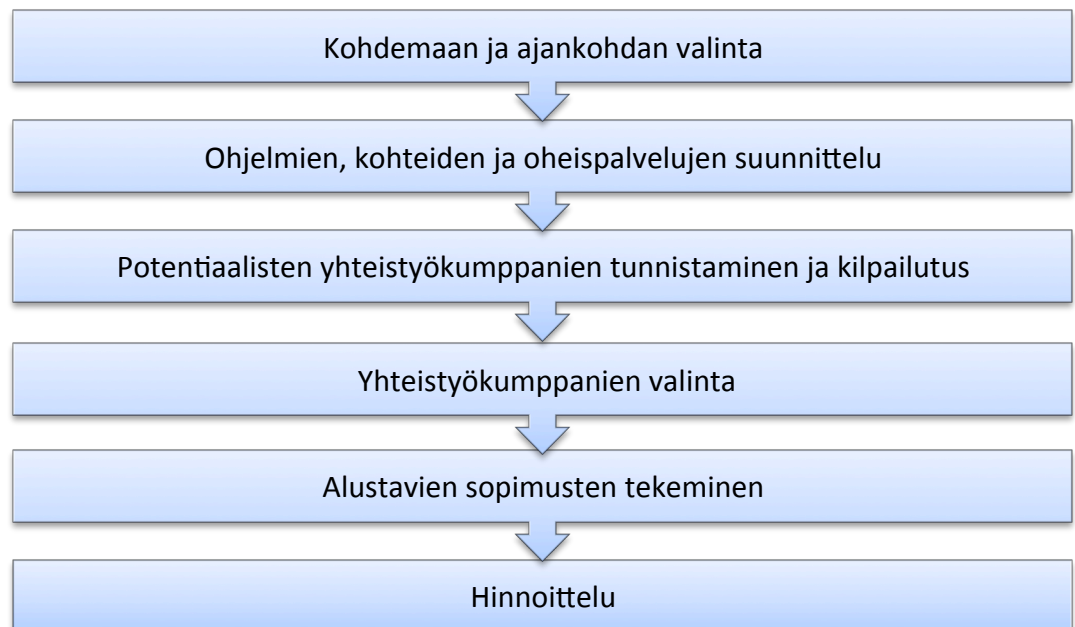 Kohdemaan ja ajankohdan valinta
Ohjelmien, kohteiden ja oheispalvelujen suunnittelu
Potentiaalisten yhteistyökumppanien tunnistaminen ja kilpailutus
Yhteistyökumppanien valinta
Alustavien sopimusten tekeminen
Hinnoittelu